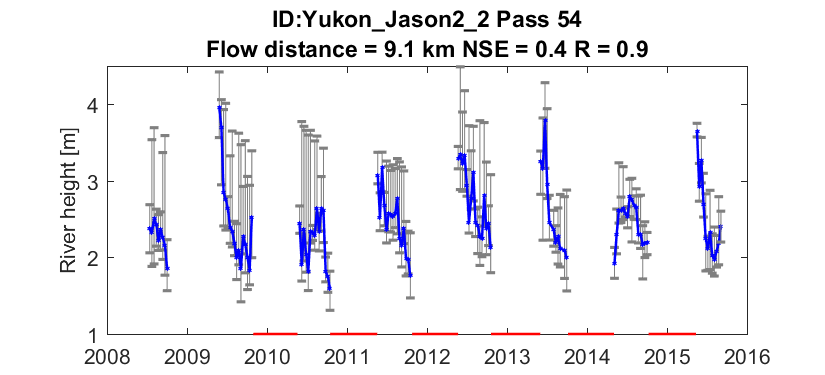 ID:Yukon_Jason2_2 Pass 54
Flow distance = 9.1 km NSE = 0.4 R = 0.9
River height [m]
4
3
2
1
2008 2009 2010 2011 2012 2013 2014 2015 2016